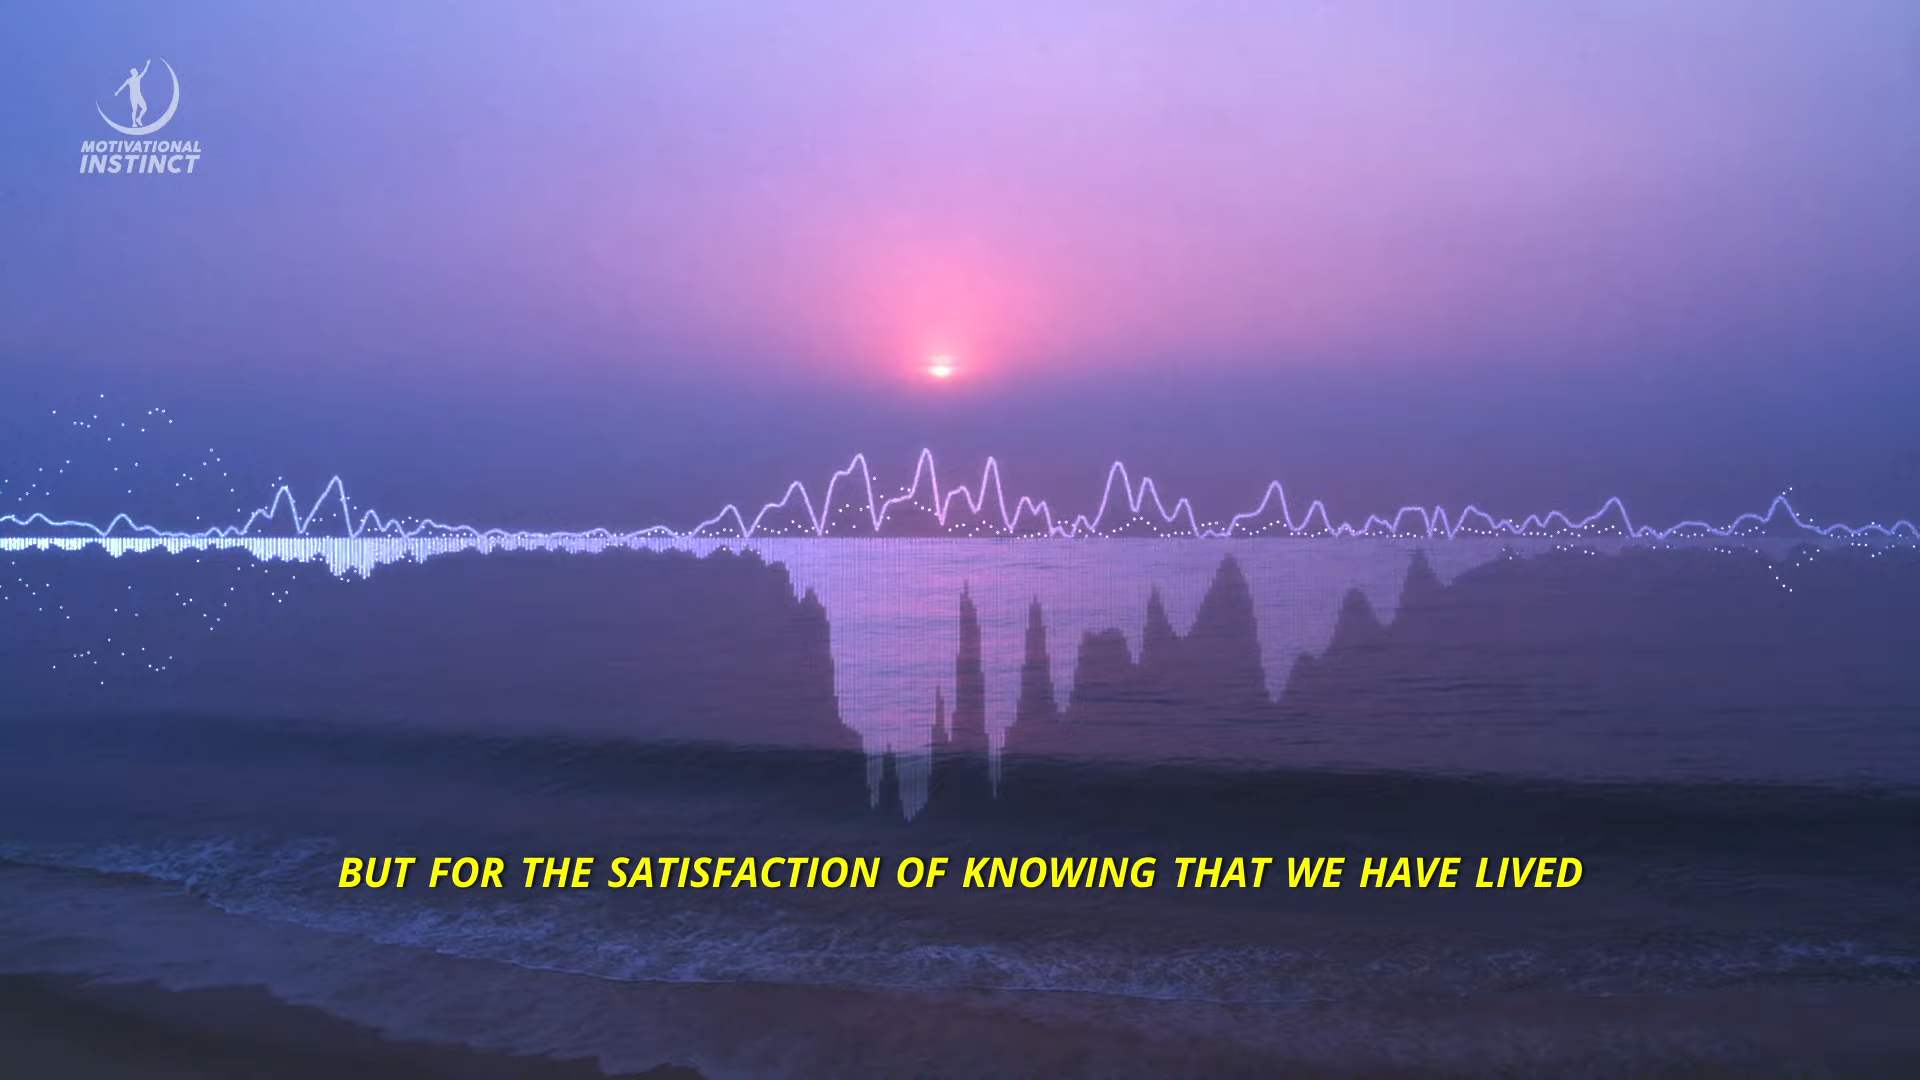 MOTIVATIONAL
INSTINCT
BUT FOR THE SATISFACTION OF KNOWING THAT WE HAVE LIVED